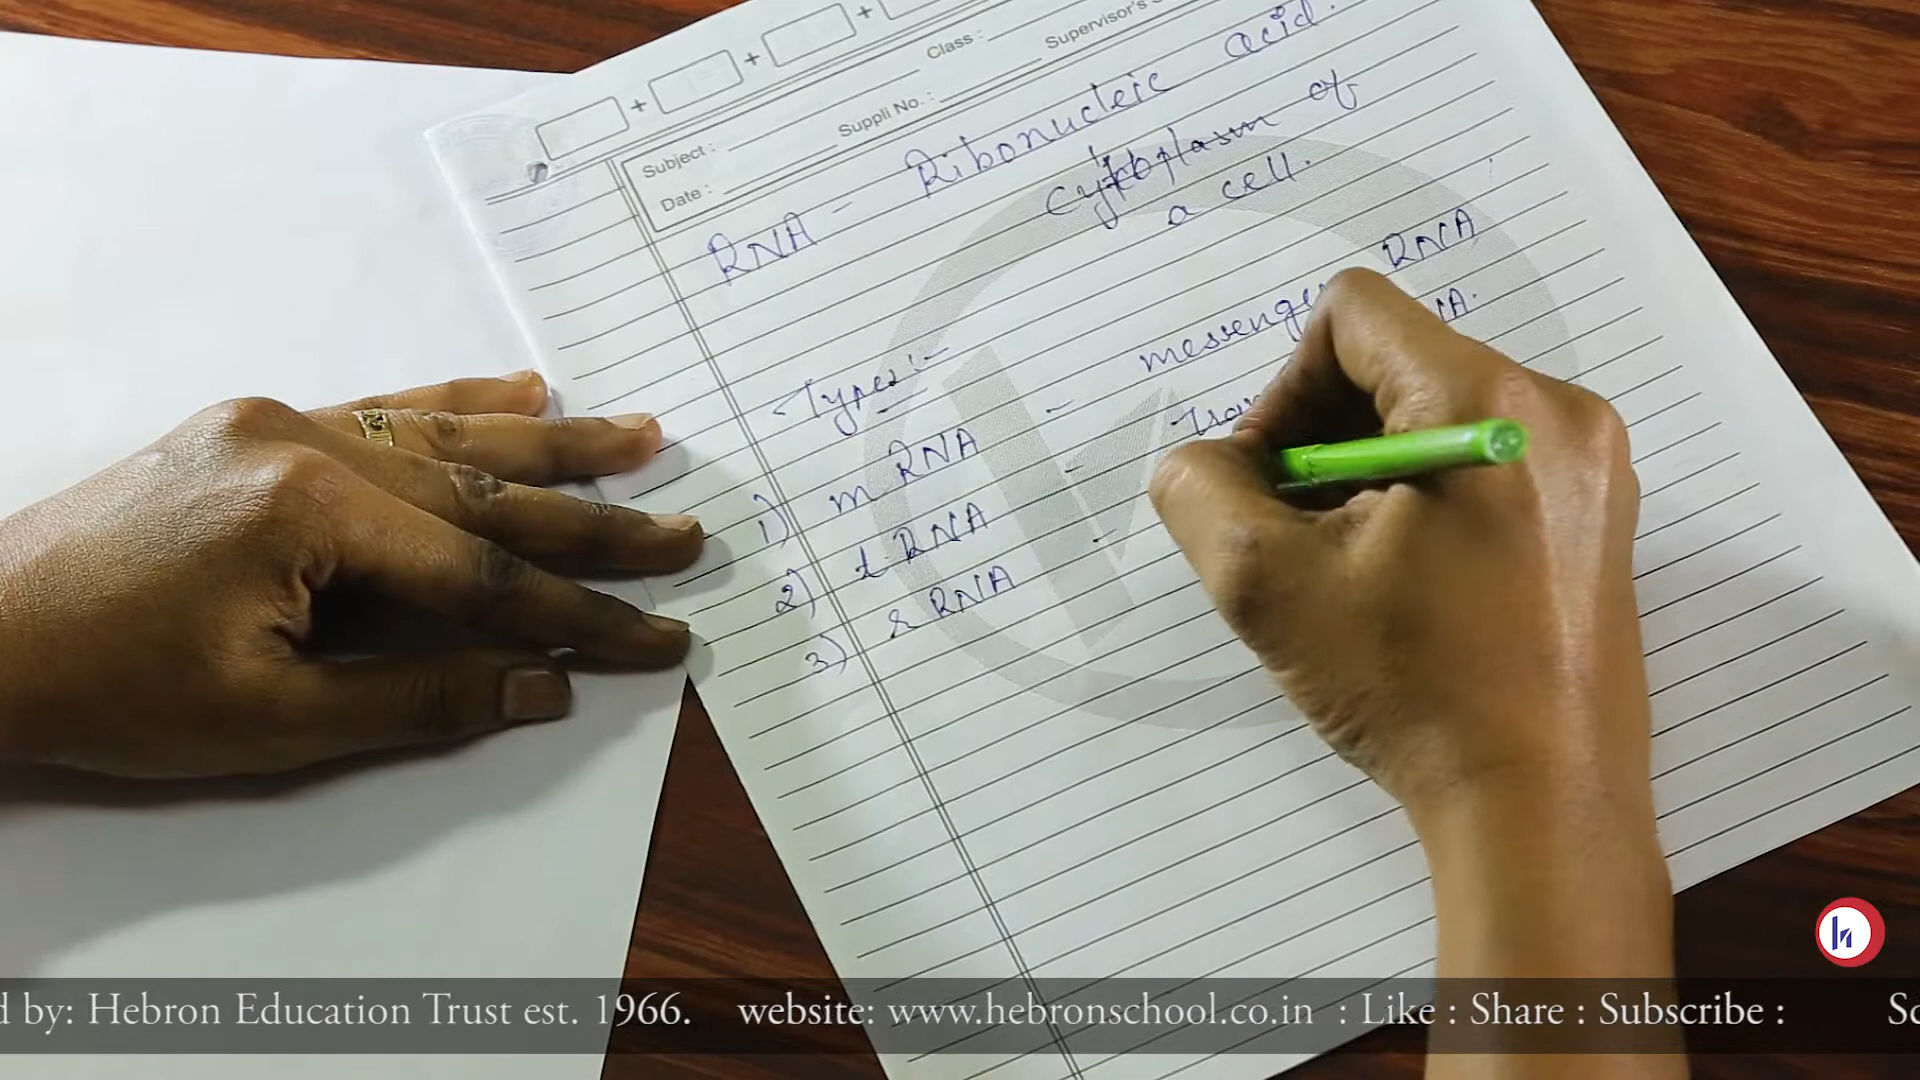 + + +
Class :
Supervisor's
Subject :
Suppli No. :
Date :
RNA - Ribonucleic acid.
Cytoplasm of
a cell.
Types :-
1) m RNA - messenger RNA
2) t RNA -
3) r RNA -
d by: Hebron Education Trust est. 1966. website: www.hebronschool.co.in : Like : Share : Subscribe :